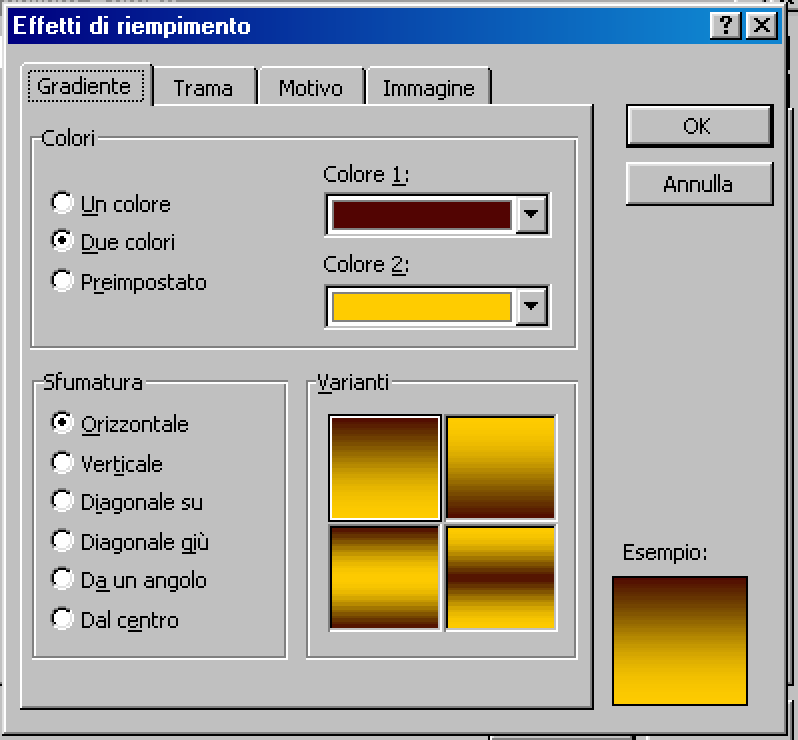 Effetti di riempimento
Gradiente Trama Motivo Immagine
OK
Annulla
Colori
Un colore
Due colori
Preimpostato
Colore 1:
Colore 2:
Sfumatura
Orizzontale
Verticale
Diagonale su
Diagonale giù
Da un angolo
Dal centro
Varianti
Esempio: